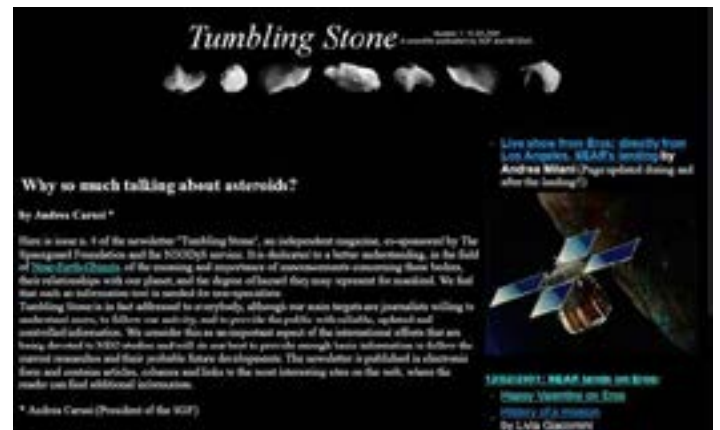 Tumbling Stone
Live show from Eros: directly from
Los Angeles, NEAR's landing by
Andrea Milani (Page updated during and
after the landing!!)
Why so much talking about asteroids?
by Andrea Carusi *
Here is issue n. of the newsletter "Tumbling Stone", an independent magazine, co-sponsored by The
Spaceguard Foundation and the NEODyS service. It is dedicated to a better understanding, in the field
of Near-Earth Objects, of the meaning and importance of announcements concerning these bodies,
their relationships with our planet, and the degree of hazard they may represent for mankind. We feel
that such an information tool is needed for non-specialists.
Tumbling Stone is in fact addressed to everybody, although our main targets are journalists willing to
understand more, to follow our activity, and to provide the public with reliable, updated and
controlled information. We consider this as an important aspect of the international efforts that are
being devoted to NEO studies and will do our best to provide enough basic information to follow the
current researches and their probable future developments. The newsletter is published in electronic
form and contains articles, columns and links to the most interesting sites on the web, where the
reader can find additional information.
* Andrea Carusi (President of the SGF)
12/02/2001: NEAR lands on Eros:
Happy Valentine on Eros
History of a mission
by Livia Giacomini